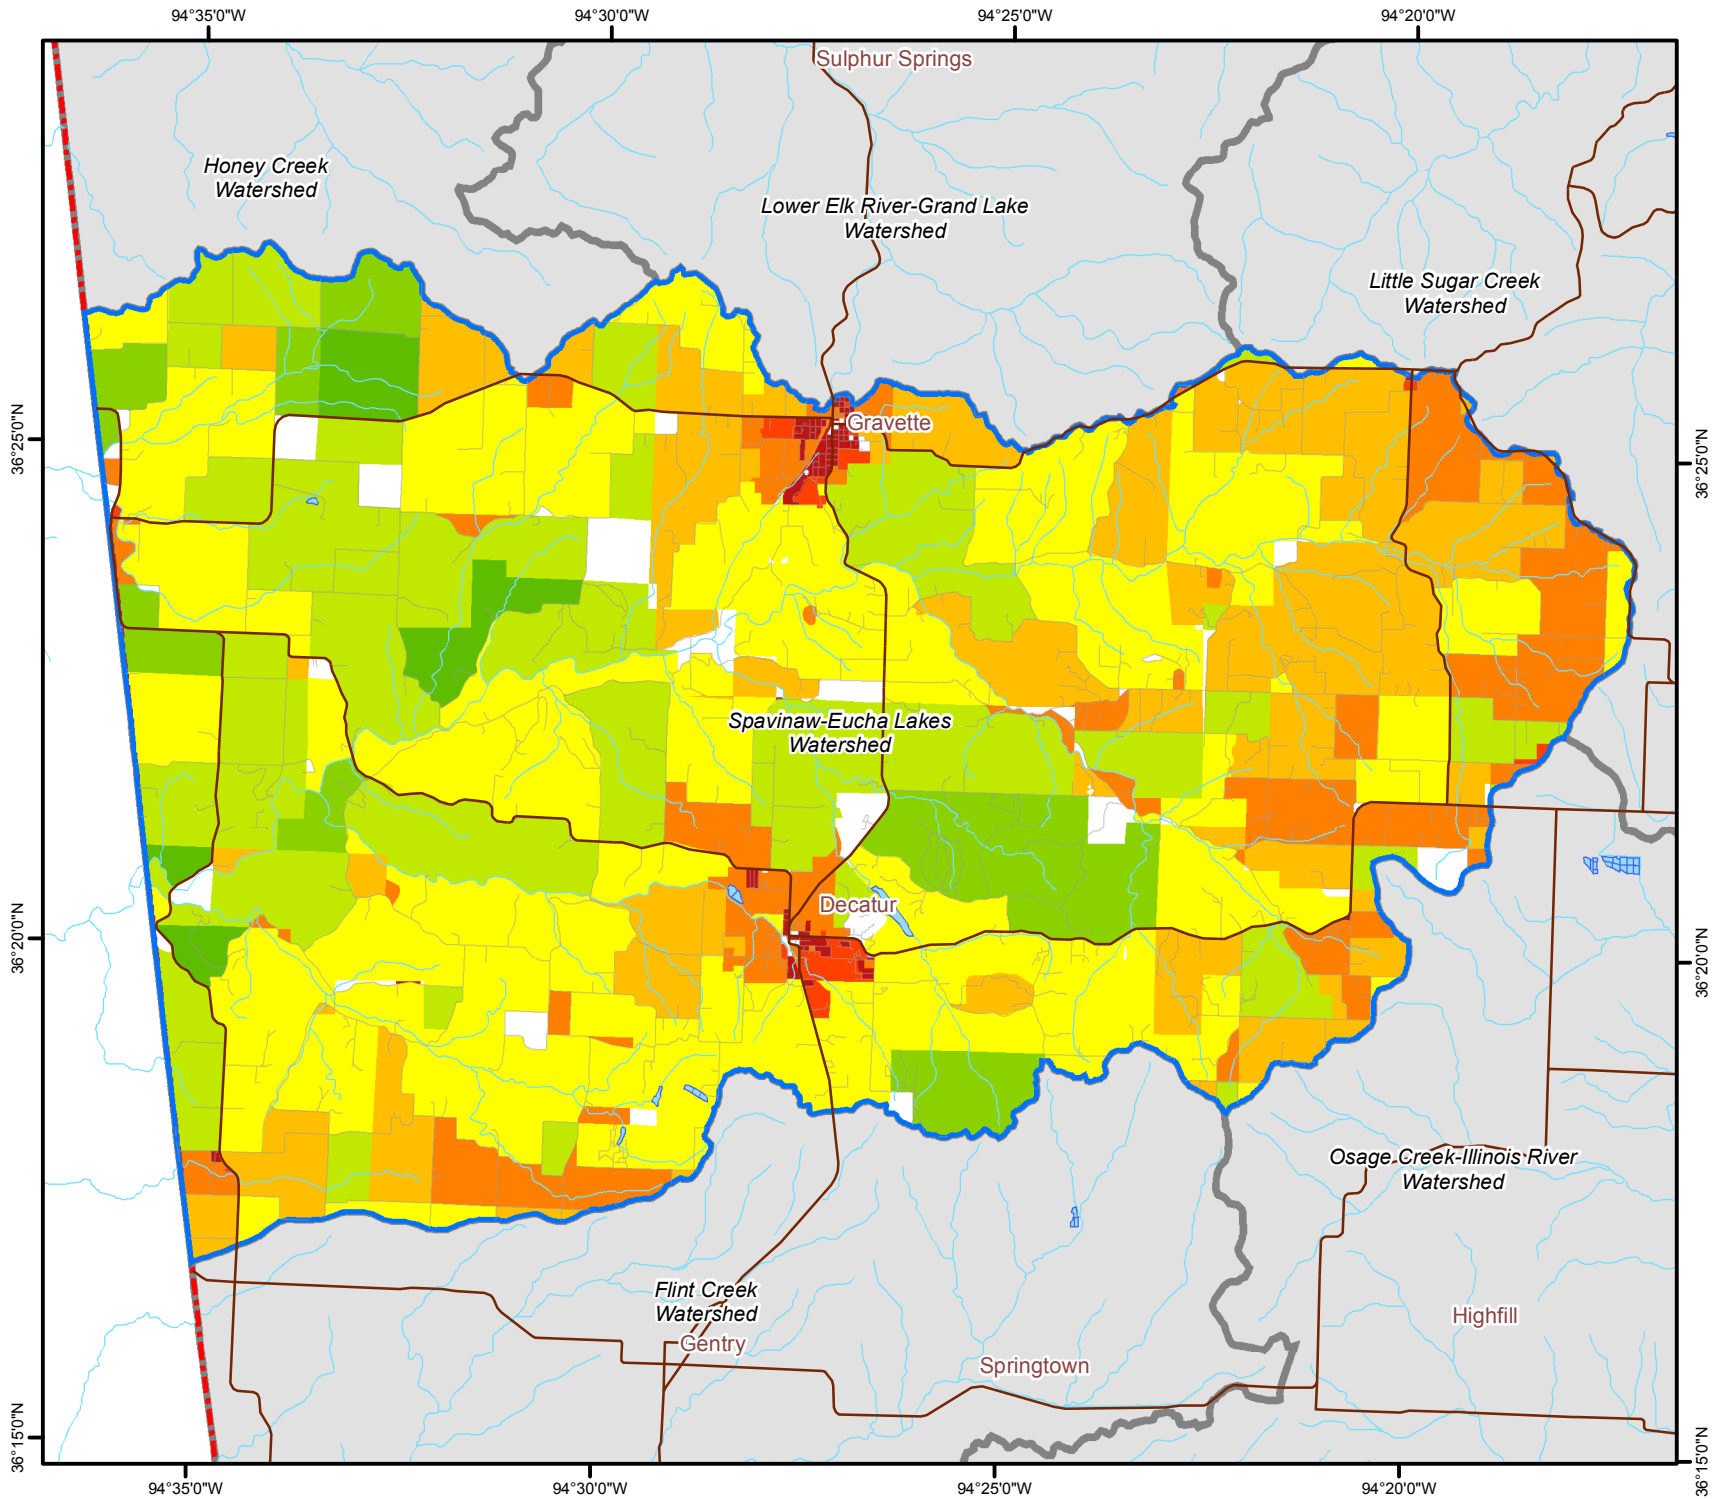 94°35'0"W
94°30'0"W
94°25'0"W
94°20'0"W
Sulphur Springs
Honey Creek
Watershed
Lower Elk River-Grand Lake
Watershed
Little Sugar Creek
Watershed
36°25'0"N
Gravette
36°25'0"N
Spavinaw-Eucha Lakes
Watershed
Decatur
36°20'0"N
36°20'0"N
Osage Creek-Illinois River
Watershed
Flint Creek
Watershed
Gentry
Highfill
Springtown
36°15'0"N
36°15'0"N
94°35'0"W
94°30'0"W
94°25'0"W
94°20'0"W